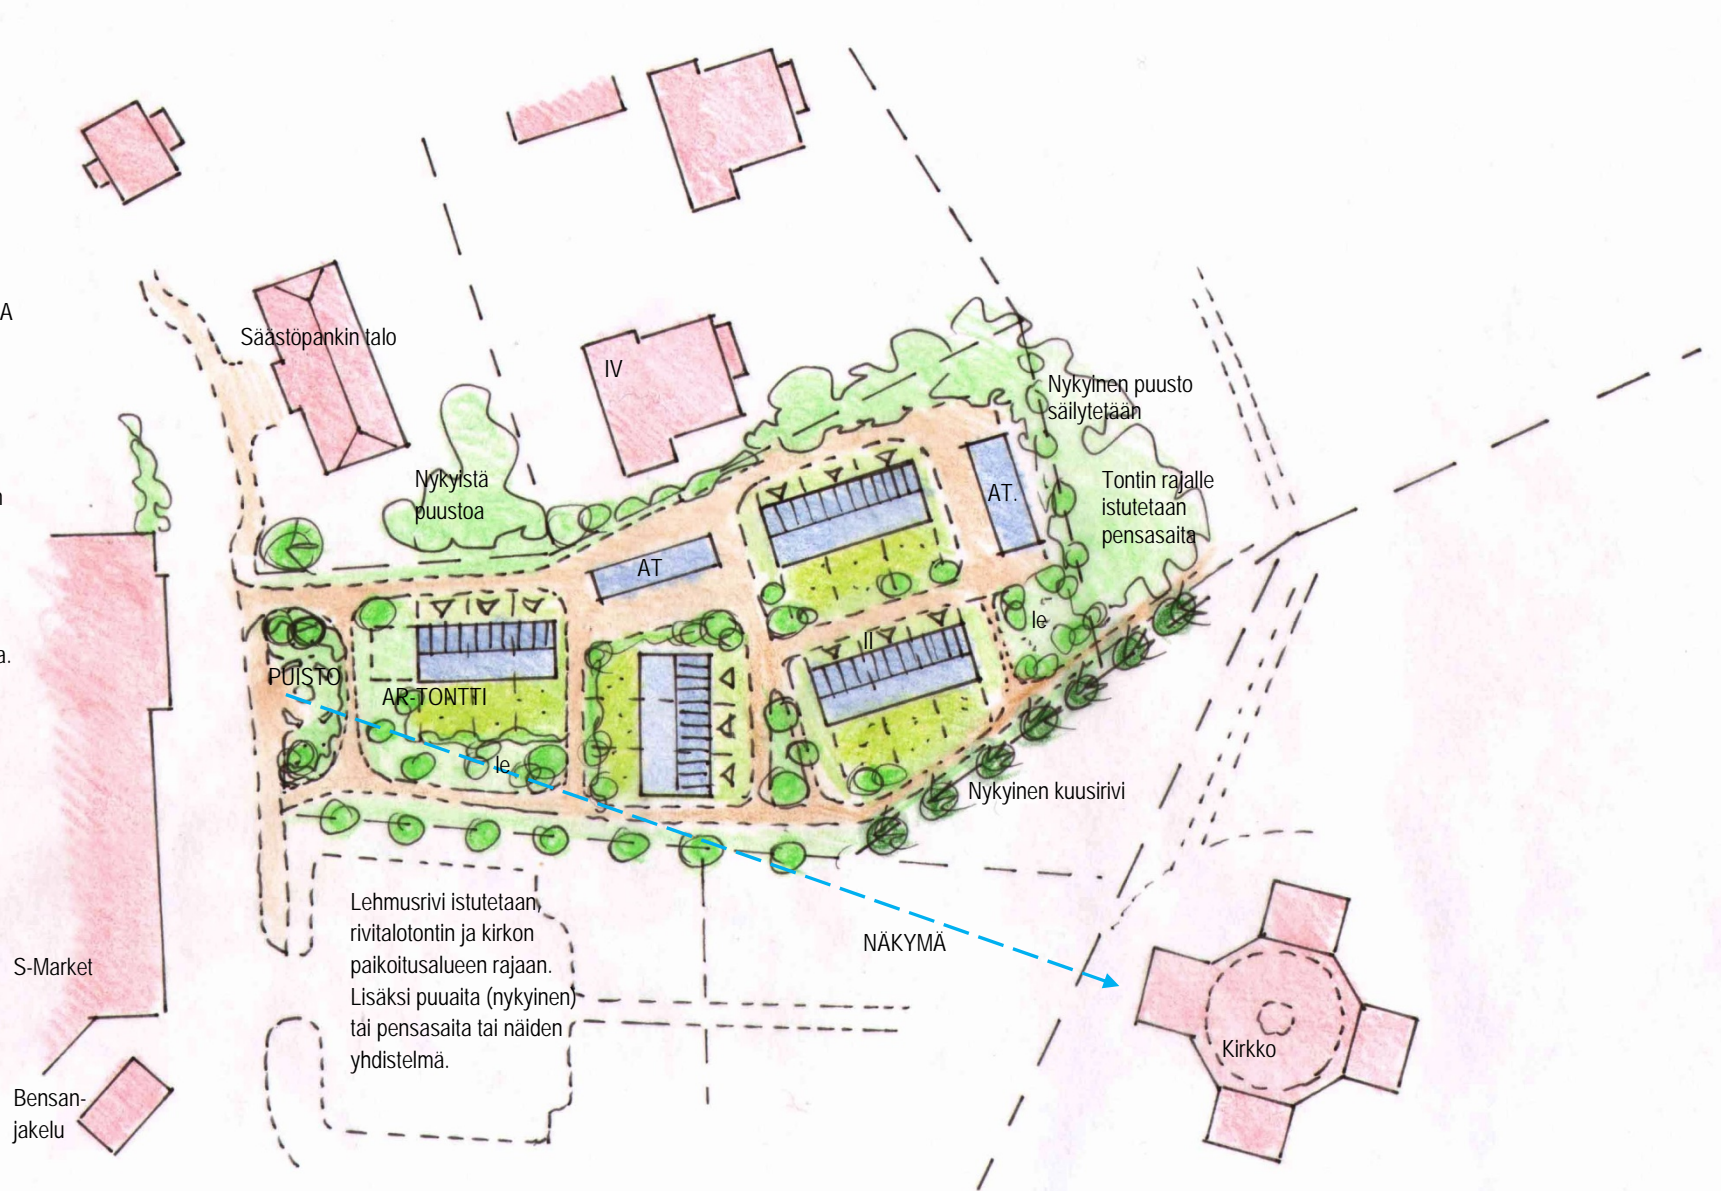 A
Säästöpankin talo
IV
Nykyinen puusto
säilytetään
Nykyistä
puustoa
AT.
Tontin rajalle
istutetaan
pensasaita
n
AT
le
II
a.
PUISTO
AR-TONTTI
le
Nykyinen kuusirivi
Lehmusrivi istutetaan
rivitalotontin ja kirkon
paikoitusalueen rajaan.
Lisäksi puuaita (nykyinen)
tai pensasaita tai näiden
yhdistelmä.
NÄKYMÄ
S-Market
Kirkko
Bensan-
jakelu